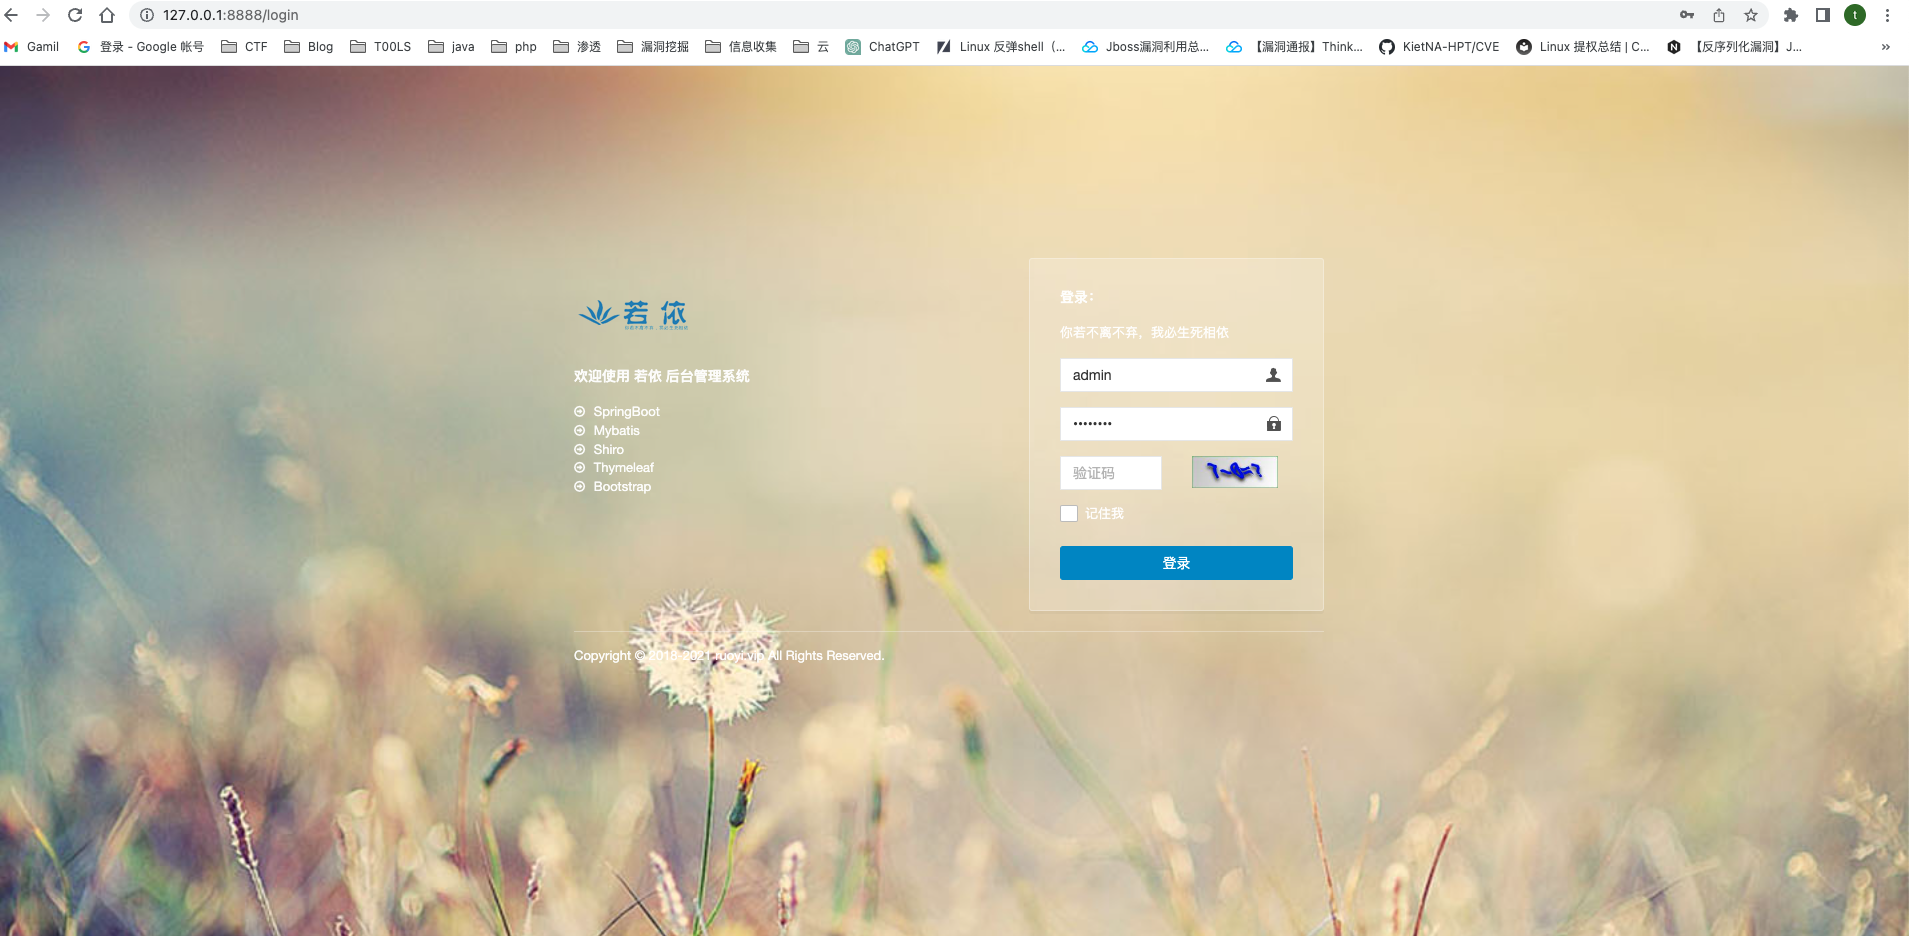 127.0.0.1:8888/login
t
Gamil
登录 - Google 帐号
CTF
Blog
T00LS
java
php
渗透
漏洞挖掘
信息收集
云
ChatGPT
Linux 反弹shell（...
Jboss漏洞利用总...
【漏洞通报】Think...
KietNA-HPT/CVE
Linux 提权总结 | C...
【反序列化漏洞】J...
»
若依
欢迎使用 若依 后台管理系统
SpringBoot
Mybatis
Shiro
Thymeleaf
Bootstrap
登录：
你若不离不弃，我必生死相依
admin
••••••••
验证码
记住我
登录
Copyright © 2018-2021 ruoyi.vip All Rights Reserved.